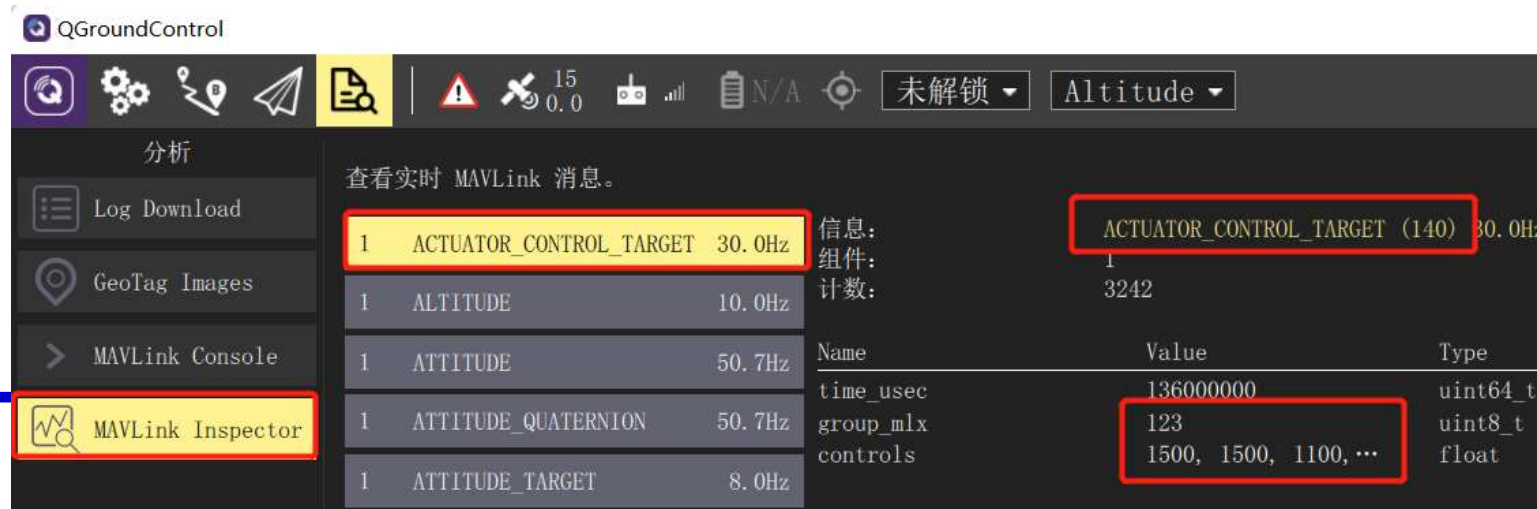 QGroundControl
15
0.0
N/A
未解锁
Altitude
分析
Log Download
GeoTag Images
MAVLink Console
MAVLink Inspector
查看实时 MAVLink 消息。
1 ACTUATOR_CONTROL_TARGET 30.0Hz
1 ALTITUDE 10.0Hz
1 ATTITUDE 50.7Hz
1 ATTITUDE_QUATERNION 50.7Hz
1 ATTITUDE_TARGET 8.0Hz
信息: ACTUATOR_CONTROL_TARGET (140) 30.0Hz
组件: 1
计数: 3242
Name Value Type
time_usec 136000000 uint64_t
group_mlx 123 uint8_t
controls 1500, 1500, 1100,… float